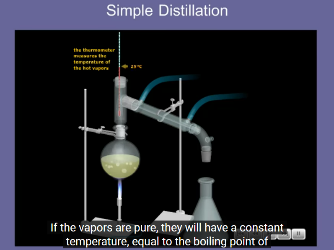 Simple Distillation
the thermometer
measures the
temperature of
the hot vapors
25°C
If the vapors are pure, they will have a constant
temperature, equal to the boiling point of